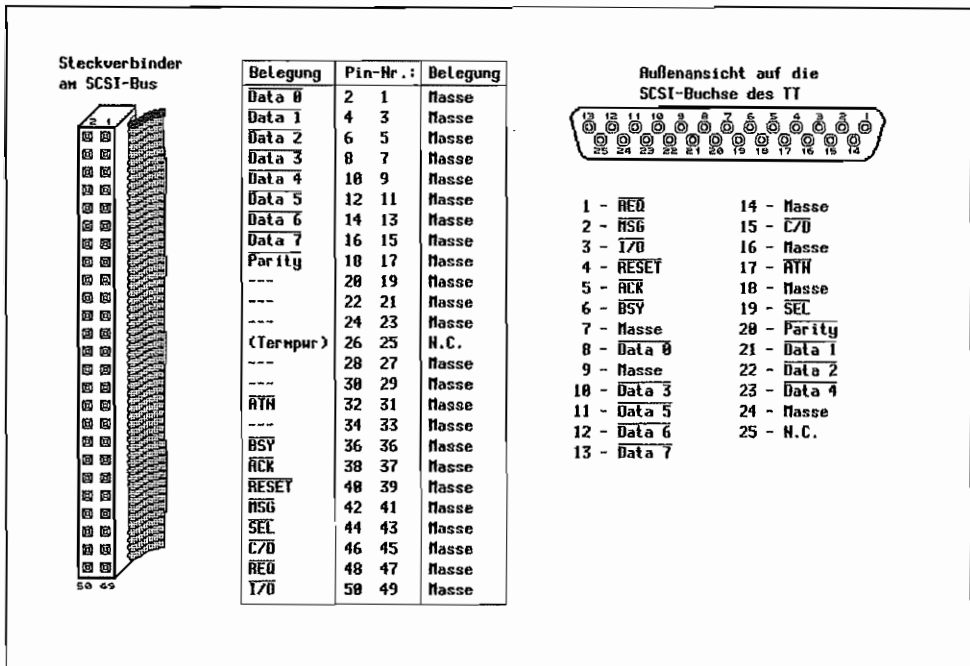 Steckverbinder
am SCSI-Bus
2 1
50 49
Belegung Pin-Nr.: Belegung
Data 0 2 1 Masse
Data 1 4 3 Masse
Data 2 6 5 Masse
Data 3 8 7 Masse
Data 4 10 9 Masse
Data 5 12 11 Masse
Data 6 14 13 Masse
Data 7 16 15 Masse
Parity 18 17 Masse
--- 20 19 Masse
--- 22 21 Masse
--- 24 23 Masse
(Termpwr) 26 25 N.C.
--- 28 27 Masse
--- 30 29 Masse
ATN 32 31 Masse
--- 34 33 Masse
BSY 36 36 Masse
ACK 38 37 Masse
RESET 40 39 Masse
MSG 42 41 Masse
SEL 44 43 Masse
C/D 46 45 Masse
REQ 48 47 Masse
I/O 50 49 Masse
Außenansicht auf die
SCSI-Buchse des TT
13 12 11 10 9 8 7 6 5 4 3 2 1
25 24 23 22 21 20 19 18 17 16 15 14
1 - REQ
2 - MSG
3 - I/O
4 - RESET
5 - ACK
6 - BSY
7 - Masse
8 - Data 0
9 - Masse
10 - Data 3
11 - Data 5
12 - Data 6
13 - Data 7
14 - Masse
15 - C/D
16 - Masse
17 - ATN
18 - Masse
19 - SEL
20 - Parity
21 - Data 1
22 - Data 2
23 - Data 4
24 - Masse
25 - N.C.